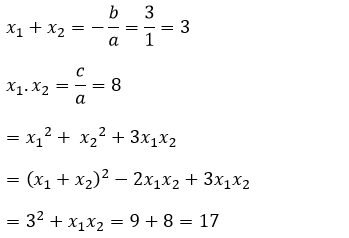 x₁ + x₂ = −b/a = 3/1 = 3
x₁.x₂ = c/a = 8
= x₁² + x₂² + 3x₁x₂
= (x₁ + x₂)² − 2x₁x₂ + 3x₁x₂
= 3² + x₁x₂ = 9 + 8 = 17